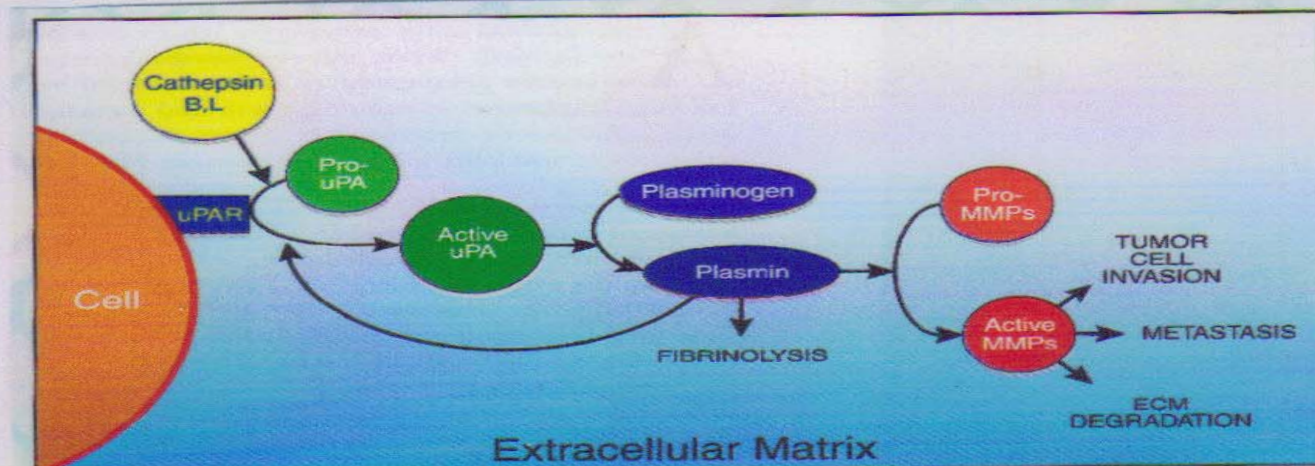 Cathepsin
B,L
Pro-
uPA
uPAR
Active
uPA
Plasminogen
Plasmin
Pro-
MMPs
TUMOR
CELL
INVASION
Cell
Active
MMPs
METASTASIS
FIBRINOLYSIS
ECM
DEGRADATION
Extracellular Matrix